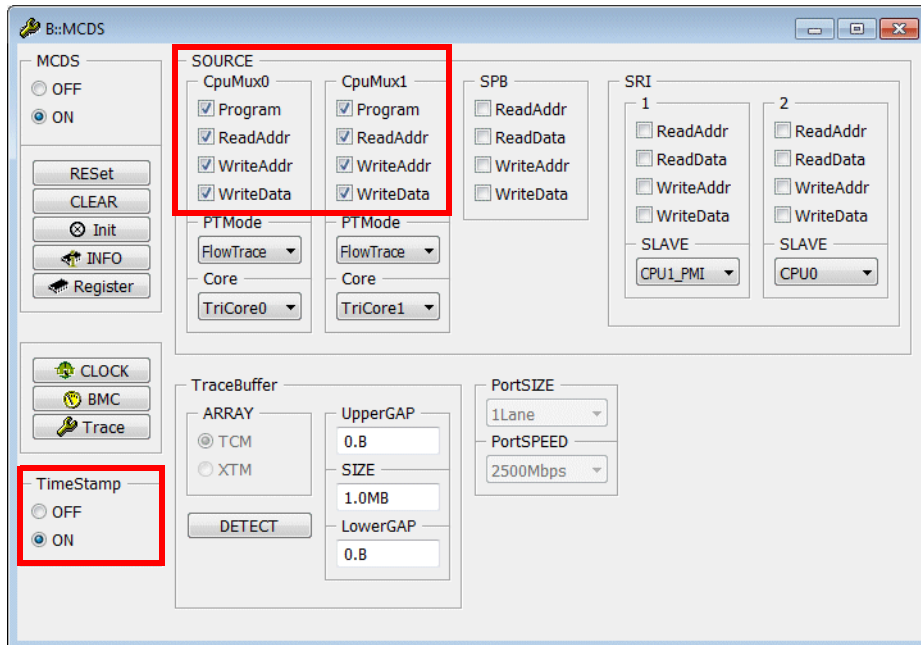 B::MCDS
MCDS
OFF
ON
RESet
CLEAR
Init
INFO
Register
CLOCK
BMC
Trace
TimeStamp
OFF
ON
SOURCE
CpuMux0
Program
ReadAddr
WriteAddr
WriteData
PTMode
FlowTrace
Core
TriCore0
CpuMux1
Program
ReadAddr
WriteAddr
WriteData
PTMode
FlowTrace
Core
TriCore1
SPB
ReadAddr
ReadData
WriteAddr
WriteData
SRI
1
ReadAddr
ReadData
WriteAddr
WriteData
SLAVE
CPU1_PMI
2
ReadAddr
ReadData
WriteAddr
WriteData
SLAVE
CPU0
TraceBuffer
ARRAY
TCM
XTM
DETECT
UpperGAP
0.B
SIZE
1.0MB
LowerGAP
0.B
PortSIZE
1Lane
PortSPEED
2500Mbps